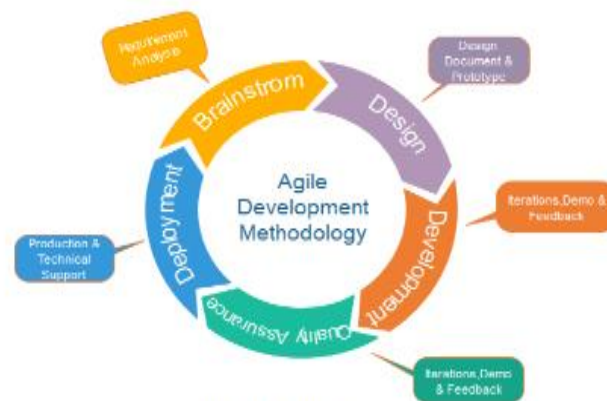 Requirement
Analysis
Brainstrom
Design
Design
Document &
Prototype
Agile
Development
Methodology
Development
Iterations,Demo &
Feedback
Quality Assurance
Iterations,Demo
& Feedback
Deployment
Production &
Technical
Support